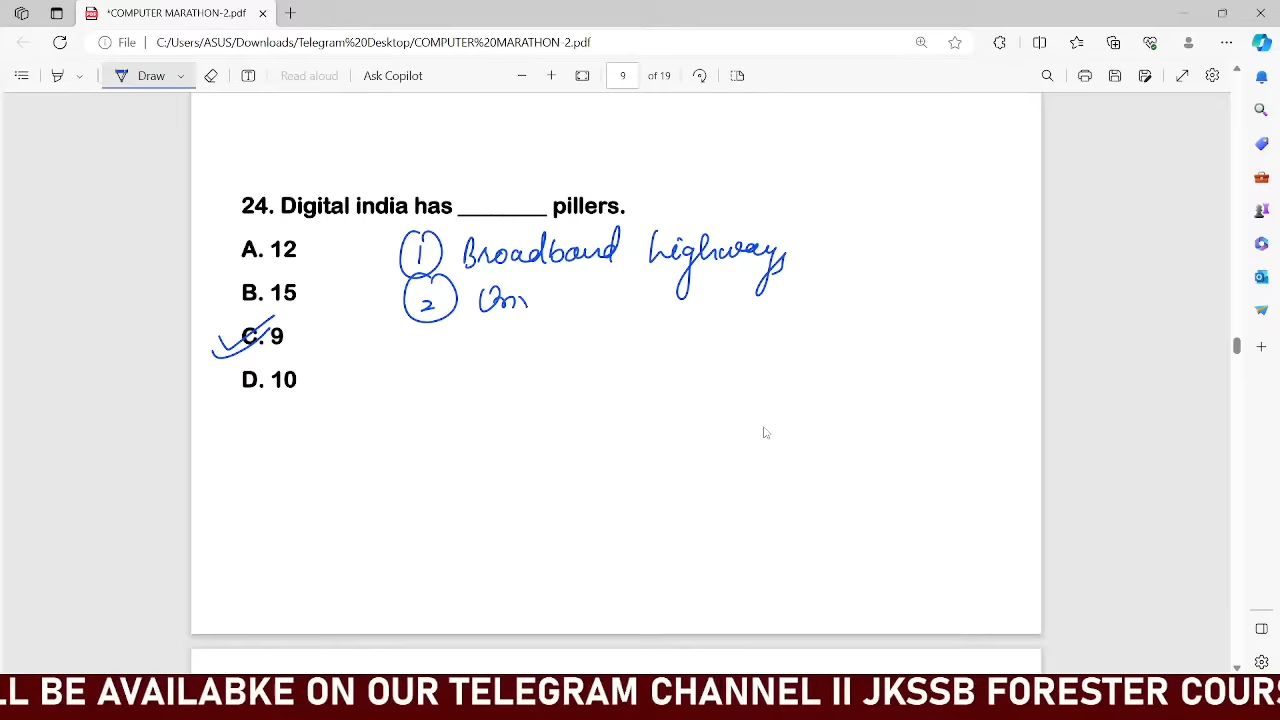 *COMPUTER MARATHON-2.pdf
File C:/Users/ASUS/Downloads/Telegram%20Desktop/COMPUTER%20MARATHON-2.pdf
Draw Read aloud Ask Copilot 9 of 19
24. Digital india has _______ pillers.
A. 12
① Broadband highways
B. 15
②
C. 9
D. 10
LL BE AVAILABKE ON OUR TELEGRAM CHANNEL II JKSSB FORESTER COURS